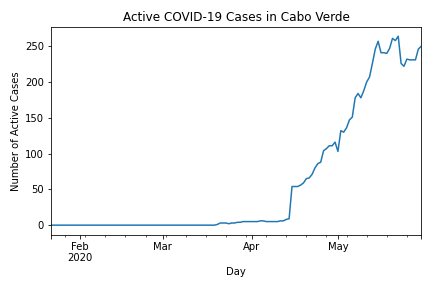 Active COVID-19 Cases in Cabo Verde
Number of Active Cases
250
200
150
100
50
0
Feb
2020
Mar
Apr
May
Day